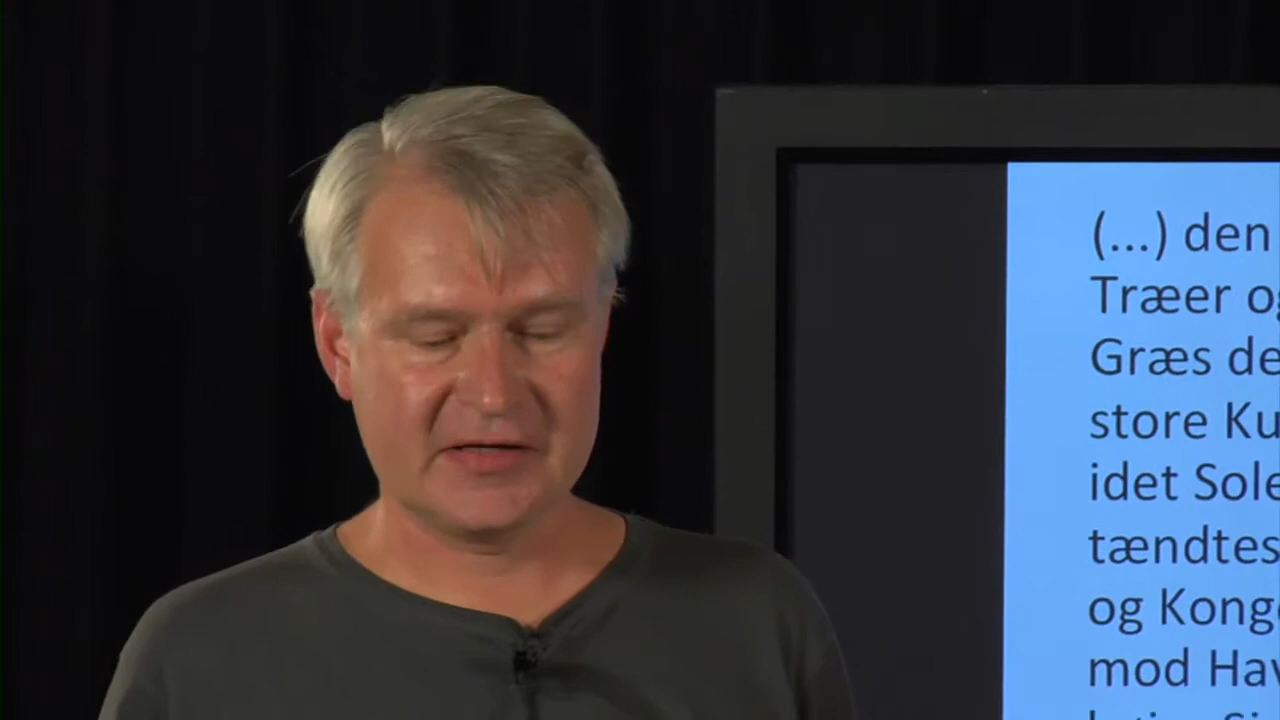 (...) den
Træer og
Græs de
store Ku
idet Sole
tændtes
og Konge
mod Hav